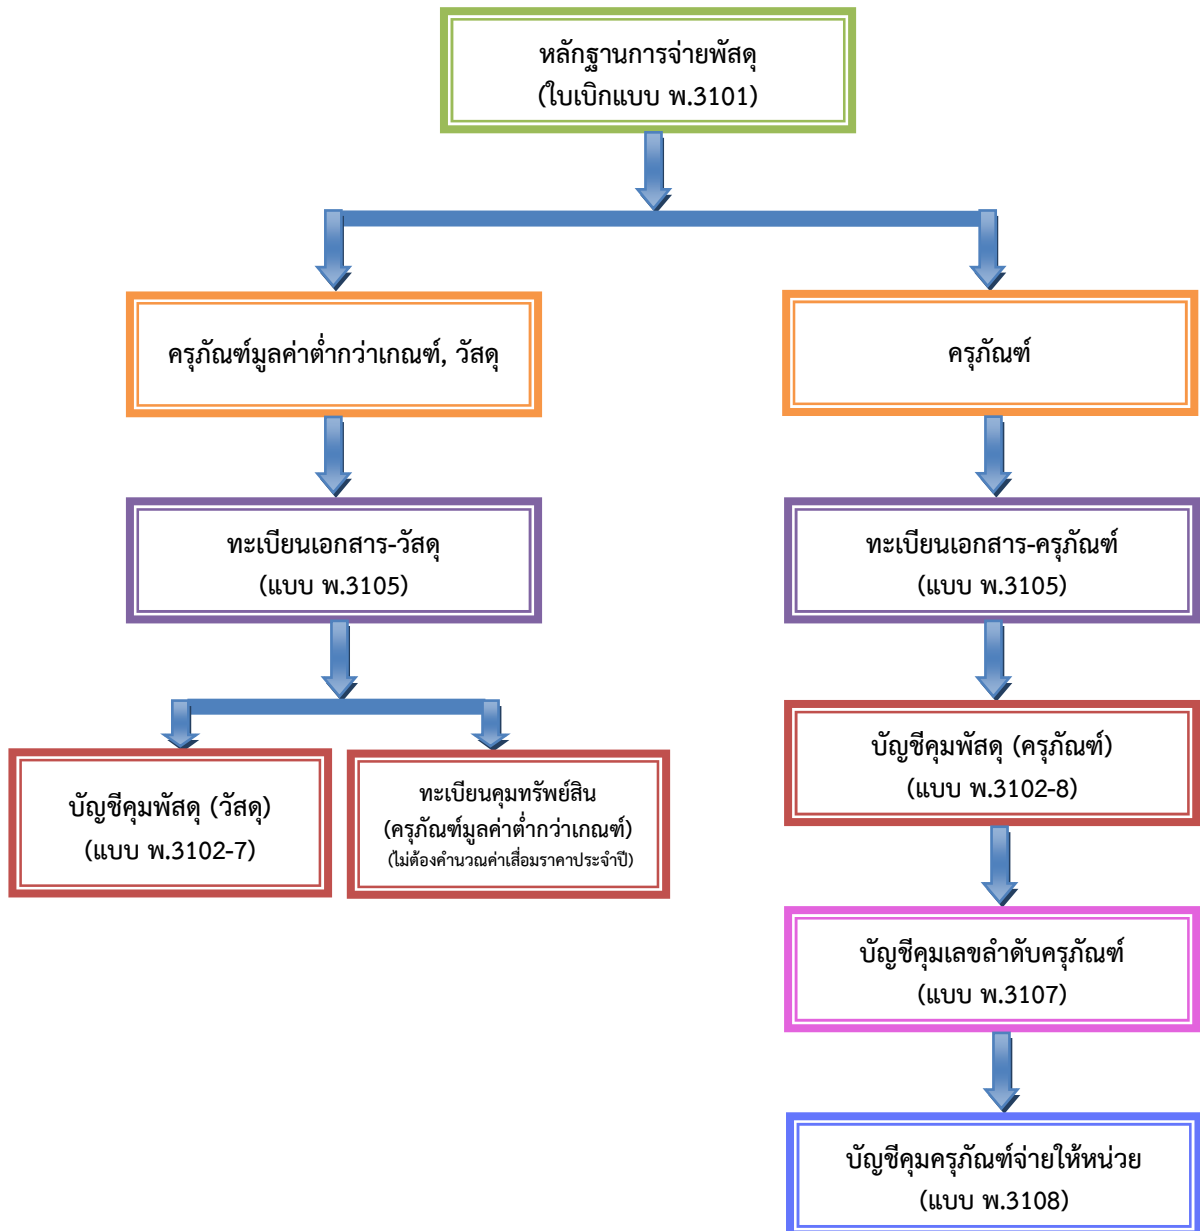 หลักฐานการจ่ายพัสดุ
(ใบเบิกแบบ พ.3101)
ครุภัณฑ์มูลค่าต่ำกว่าเกณฑ์, วัสดุ
ครุภัณฑ์
ทะเบียนเอกสาร-วัสดุ
(แบบ พ.3105)
ทะเบียนเอกสาร-ครุภัณฑ์
(แบบ พ.3105)
บัญชีคุมพัสดุ (วัสดุ)
(แบบ พ.3102-7)
ทะเบียนคุมทรัพย์สิน
(ครุภัณฑ์มูลค่าต่ำกว่าเกณฑ์)
(ไม่ต้องคำนวณค่าเสื่อมราคาประจำปี)
บัญชีคุมพัสดุ (ครุภัณฑ์)
(แบบ พ.3102-8)
บัญชีคุมเลขลำดับครุภัณฑ์
(แบบ พ.3107)
บัญชีคุมครุภัณฑ์จ่ายให้หน่วย
(แบบ พ.3108)